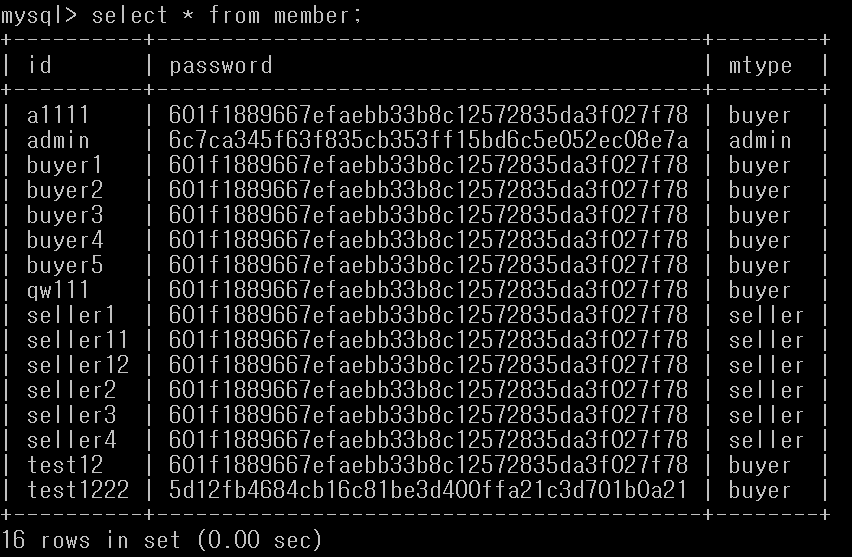 mysql> select * from member;
+----------+------------------------------------------+--------+
| id       | password                                 | mtype  |
+----------+------------------------------------------+--------+
| a1111    | 601f1889667efaebb33b8c12572835da3f027f78 | buyer  |
| admin    | 6c7ca345f63f835cb353ff15bd6c5e052ec08e7a | admin  |
| buyer1   | 601f1889667efaebb33b8c12572835da3f027f78 | buyer  |
| buyer2   | 601f1889667efaebb33b8c12572835da3f027f78 | buyer  |
| buyer3   | 601f1889667efaebb33b8c12572835da3f027f78 | buyer  |
| buyer4   | 601f1889667efaebb33b8c12572835da3f027f78 | buyer  |
| buyer5   | 601f1889667efaebb33b8c12572835da3f027f78 | buyer  |
| qw111    | 601f1889667efaebb33b8c12572835da3f027f78 | buyer  |
| seller1  | 601f1889667efaebb33b8c12572835da3f027f78 | seller |
| seller11 | 601f1889667efaebb33b8c12572835da3f027f78 | seller |
| seller12 | 601f1889667efaebb33b8c12572835da3f027f78 | seller |
| seller2  | 601f1889667efaebb33b8c12572835da3f027f78 | seller |
| seller3  | 601f1889667efaebb33b8c12572835da3f027f78 | seller |
| seller4  | 601f1889667efaebb33b8c12572835da3f027f78 | seller |
| test12   | 601f1889667efaebb33b8c12572835da3f027f78 | buyer  |
| test1222 | 5d12fb4684cb16c81be3d400ffa21c3d701b0a21 | buyer  |
+----------+------------------------------------------+--------+
16 rows in set (0.00 sec)